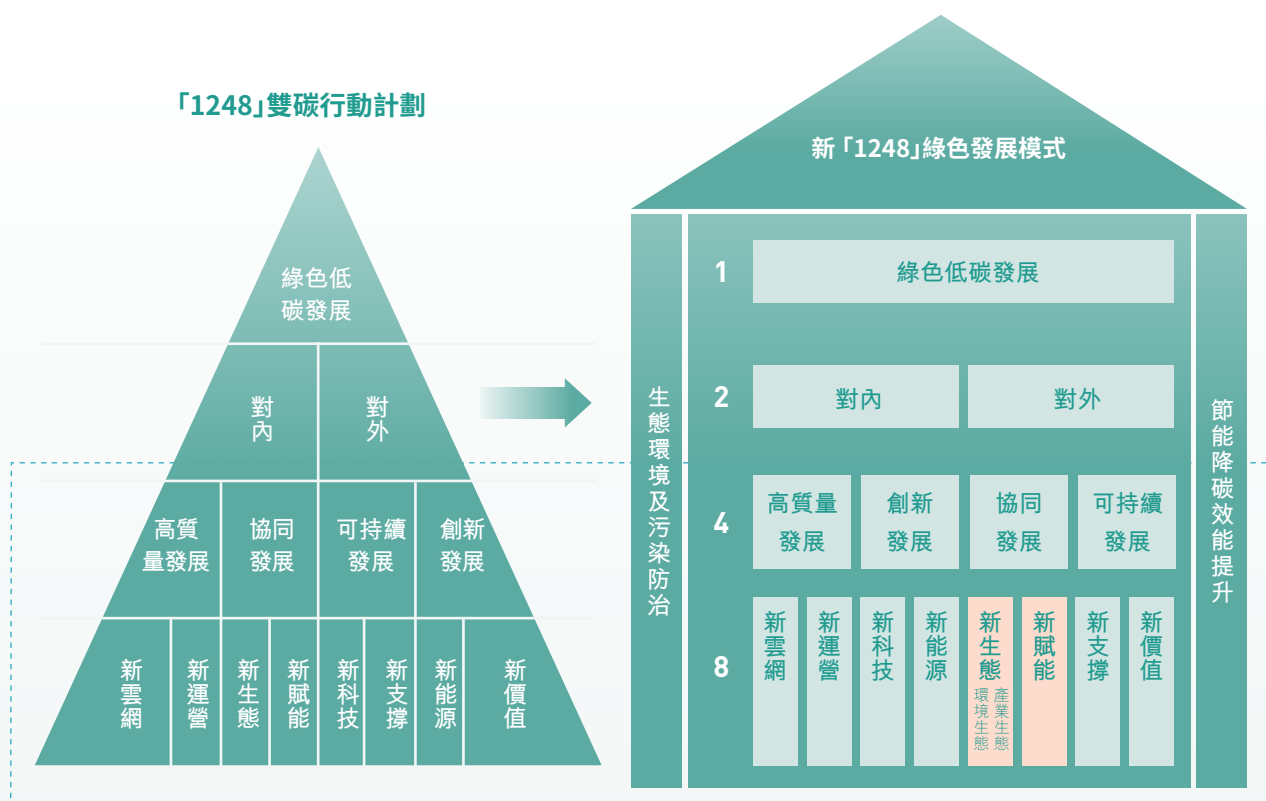 「1248」雙碳行動計劃
綠色低
碳發展
對內
對外
高質
量發展
協同
發展
可持續
發展
創新
發展
新雲網
新運營
新生態
新賦能
新科技
新支撐
新能源
新價值
新「1248」綠色發展模式
生態環境及污染防治
1
綠色低碳發展
2
對內
對外
4
高質量
發展
創新
發展
協同
發展
可持續
發展
8
新雲網
新運營
新科技
新能源
新生態
產業生態
環境生態
新賦能
新支撐
新價值
節能降碳效能提升